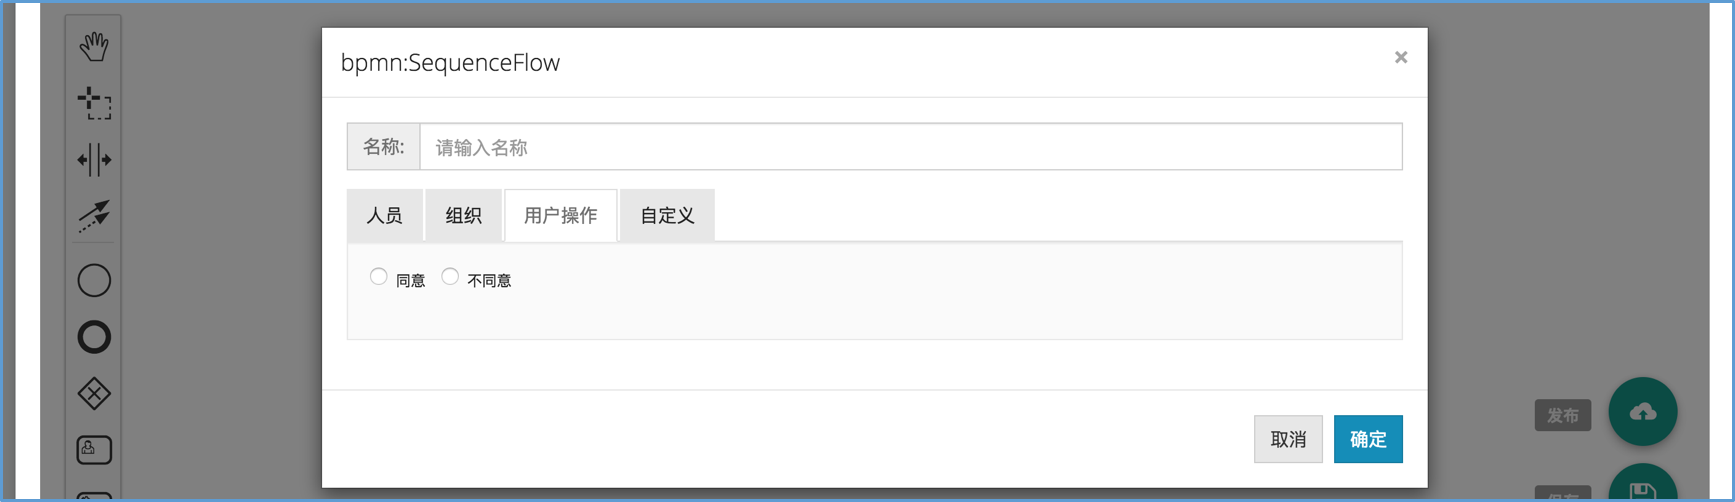 bpmn:SequenceFlow
×
名称: 请输入名称
人员 组织 用户操作 自定义
同意 不同意
发布
取消 确定